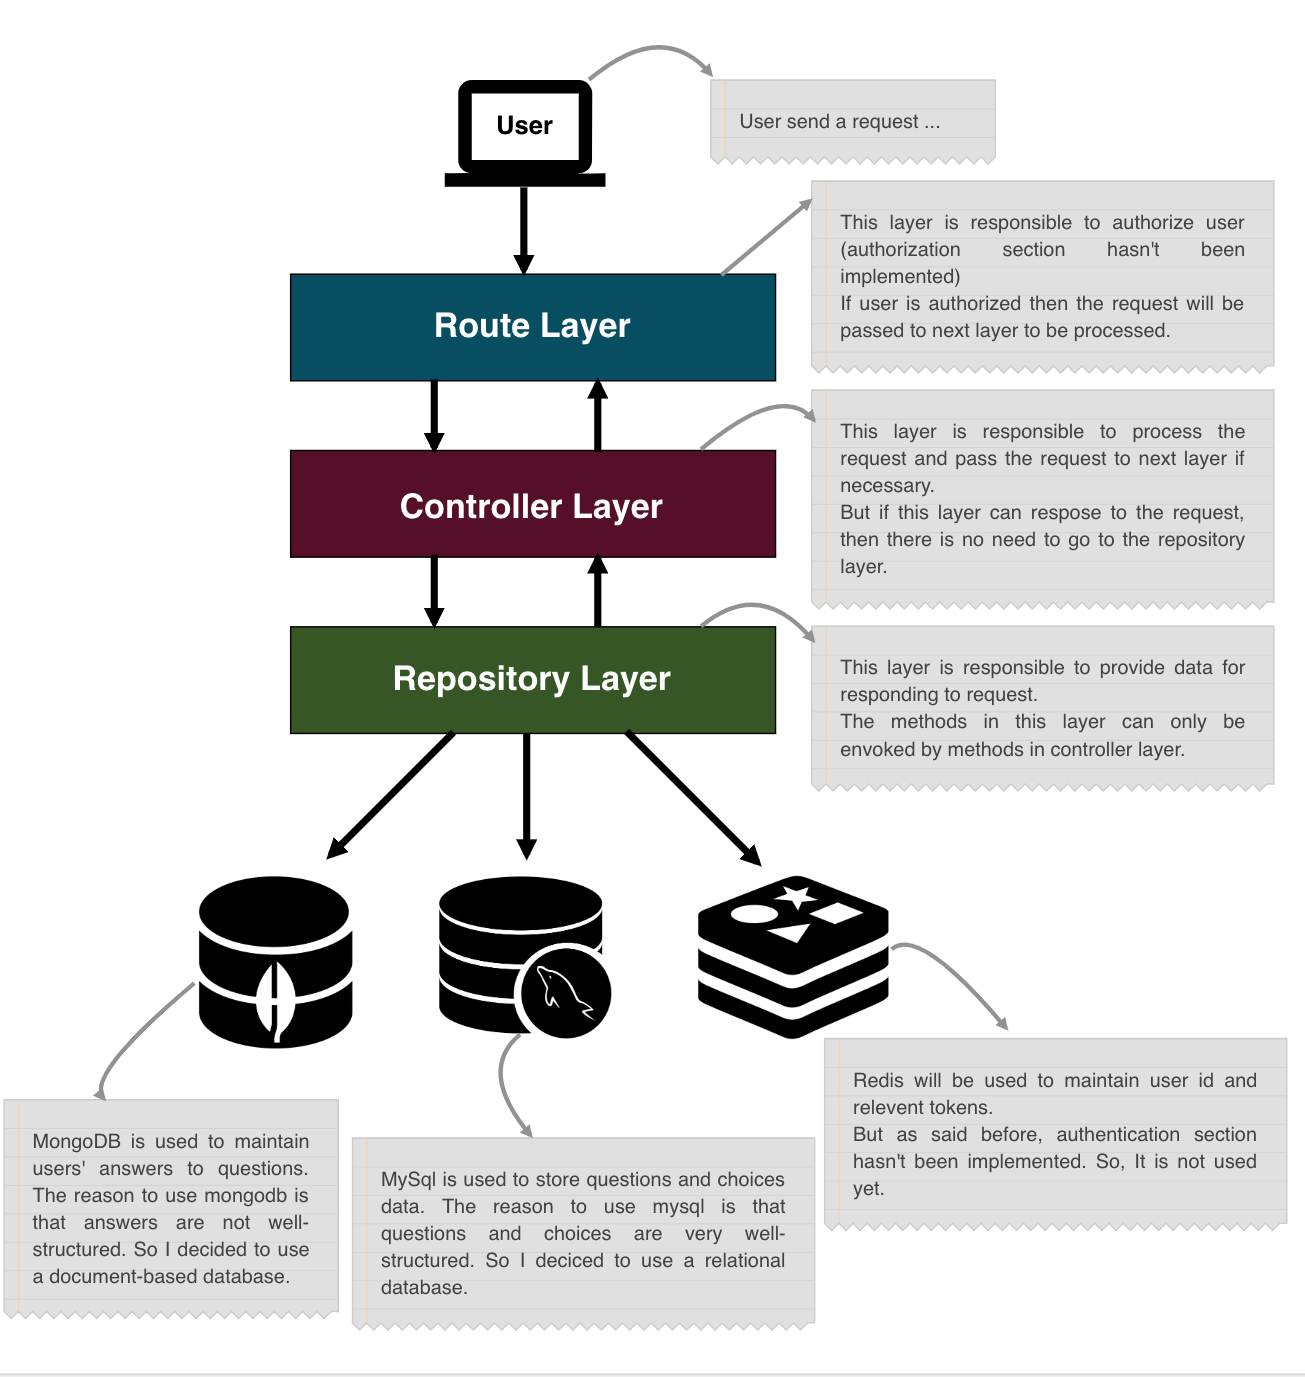 User
User send a request ...
This layer is responsible to authorize user
(authorization section hasn't been
implemented)
If user is authorized then the request will be
passed to next layer to be processed.
Route Layer
This layer is responsible to process the
request and pass the request to next layer if
necessary.
But if this layer can respose to the request,
then there is no need to go to the repository
layer.
Controller Layer
This layer is responsible to provide data for
responding to request.
The methods in this layer can only be
envoked by methods in controller layer.
Repository Layer
MongoDB is used to maintain
users' answers to questions.
The reason to use mongodb is
that answers are not well-
structured. So I decided to use
a document-based database.
MySql is used to store questions and choices
data. The reason to use mysql is that
questions and choices are very well-
structured. So I deciced to use a relational
database.
Redis will be used to maintain user id and
relevent tokens.
But as said before, authentication section
hasn't been implemented. So, It is not used
yet.